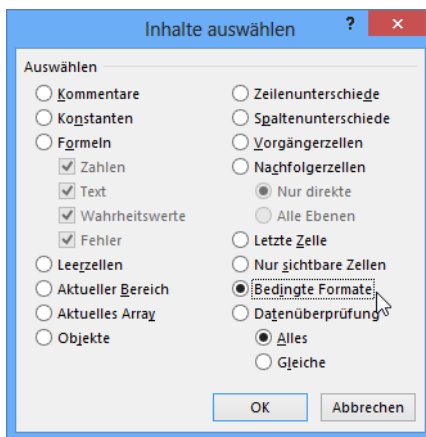 Inhalte auswählen ? ×
Auswählen
Kommentare
Konstanten
Formeln
Zahlen
Text
Wahrheitswerte
Fehler
Leerzellen
Aktueller Bereich
Aktuelles Array
Objekte
Zeilenunterschiede
Spaltenunterschiede
Vorgängerzellen
Nachfolgerzellen
Nur direkte
Alle Ebenen
Letzte Zelle
Nur sichtbare Zellen
Bedingte Formate
Datenüberprüfung
Alles
Gleiche
OK
Abbrechen